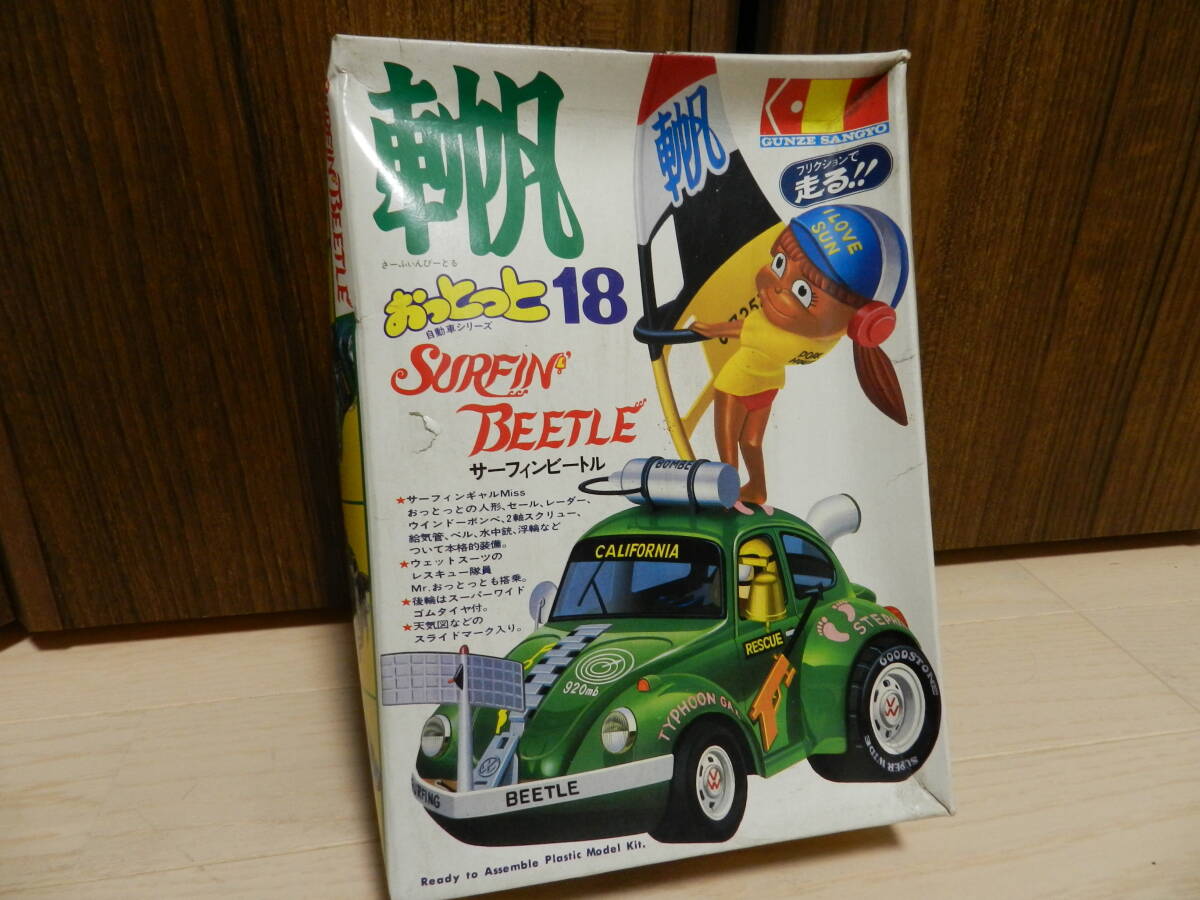 GUNZE SANGYO
フリクションで
走る!!
さーふぃんびーとる
おっとっと18
自動車シリーズ
SURFIN'
BEETLE
サーフィンビートル
★サーフィンギャルMiss
おっとっとの人形、セール、レーダー、
ウインドーボンベ、2軸スクリュー、
給気管、ベル、水中銃、浮輪など
ついて本格的装備。
★ウェットスーツの
レスキュー隊員
Mr.おっとっとも搭乗。
★後輪はスーパーワイド
ゴムタイヤ付。
★天気図などの
スライドマーク入り。
I LOVE
SUN
BOMBE
CALIFORNIA
RESCUE
920mb
TYPHOON
GOODSTONE
SUPER WIDE
BEETLE
Ready to Assemble Plastic Model Kit.
BEETLE